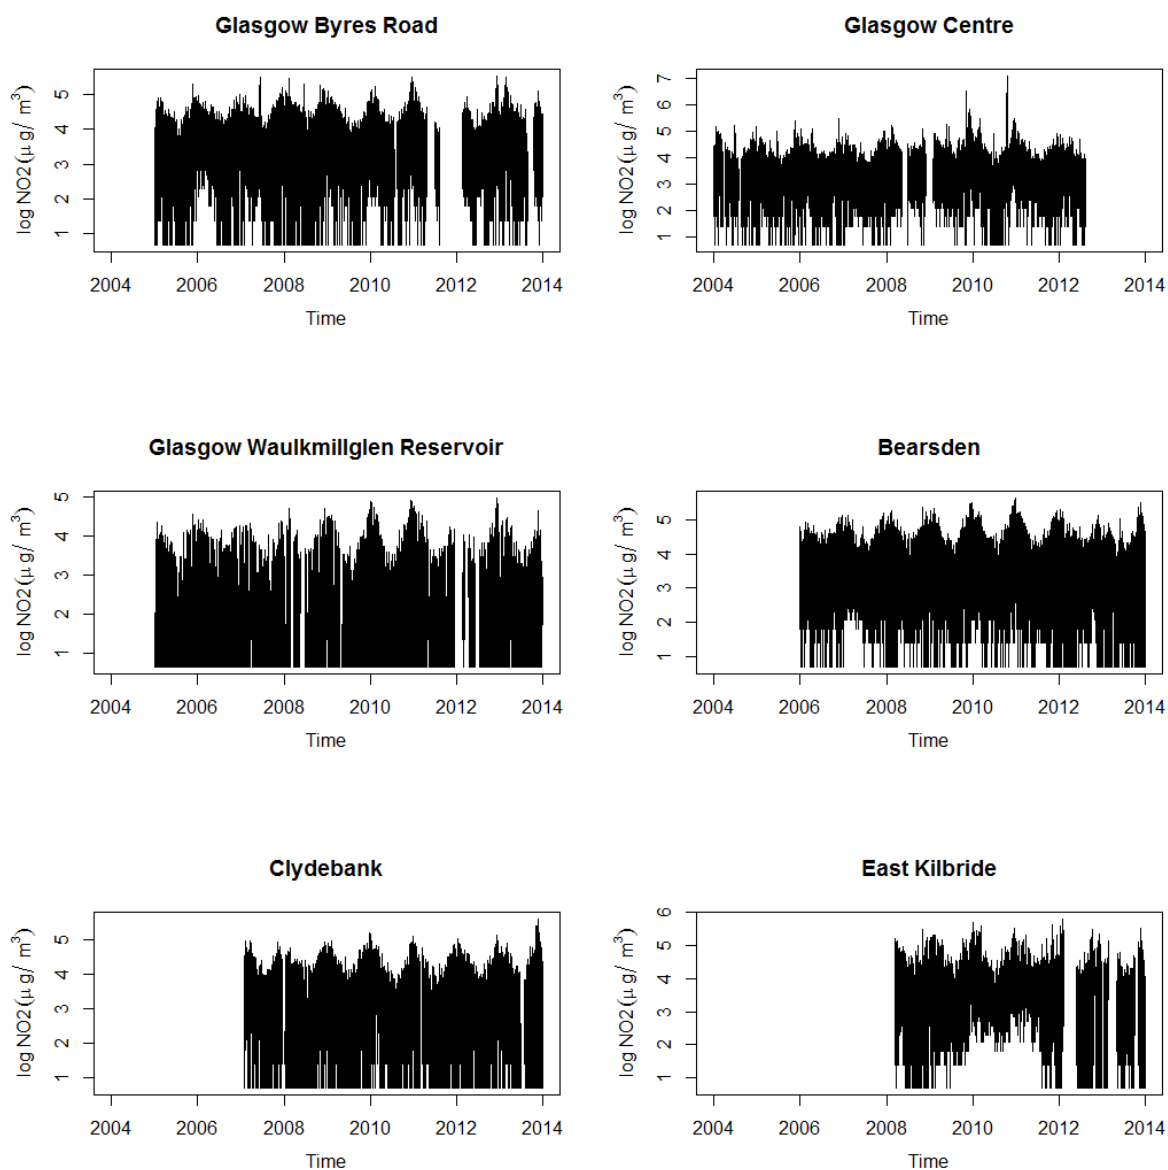 Glasgow Byres Road
log NO2 (μ g/ m³)
5
4
3
2
1
2004 2006 2008 2010 2012 2014
Time
Glasgow Centre
log NO2 (μ g/ m³)
7
6
5
4
3
2
1
2004 2006 2008 2010 2012 2014
Time
Glasgow Waulkmillglen Reservoir
log NO2 (μ g/ m³)
5
4
3
2
1
2004 2006 2008 2010 2012 2014
Time
Bearsden
log NO2 (μ g/ m³)
5
4
3
2
1
2004 2006 2008 2010 2012 2014
Time
Clydebank
log NO2 (μ g/ m³)
5
4
3
2
1
2004 2006 2008 2010 2012 2014
Time
East Kilbride
log NO2 (μ g/ m³)
6
5
4
3
2
1
2004 2006 2008 2010 2012 2014
Time